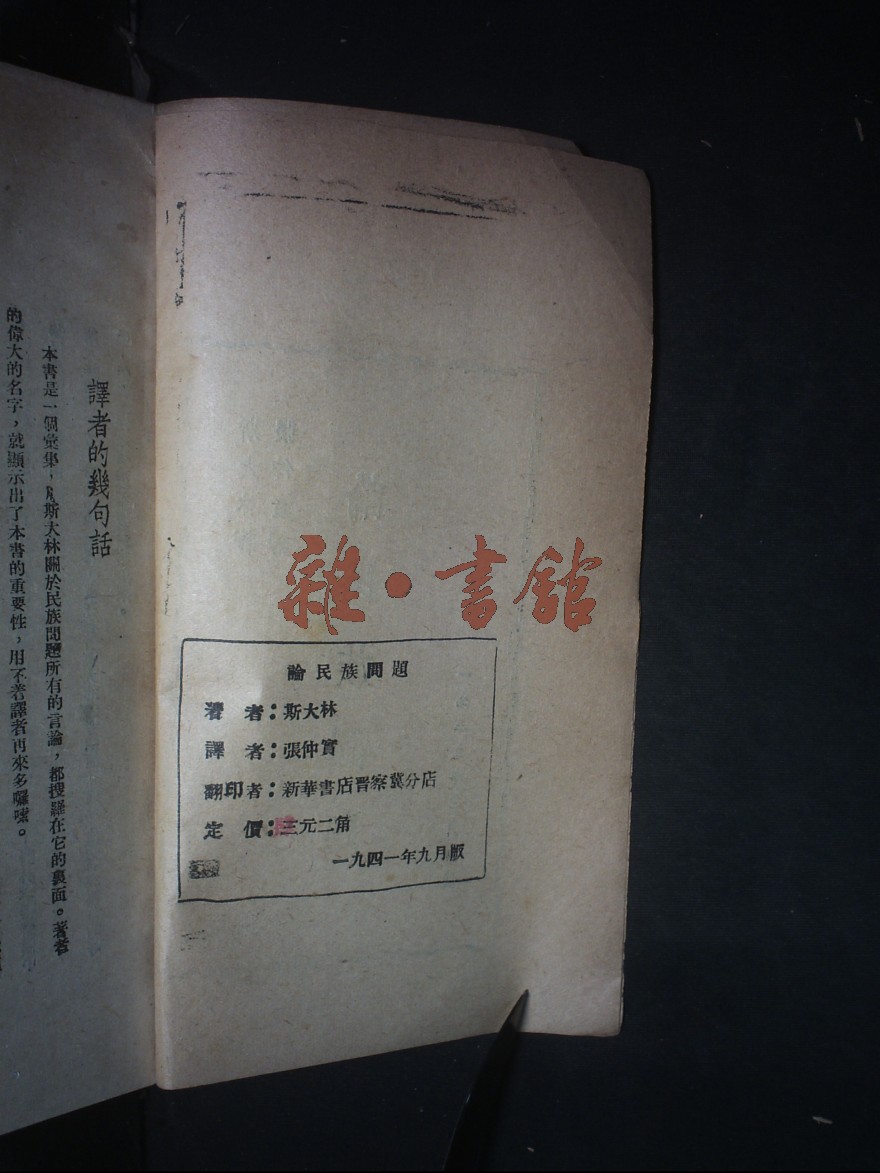 譯者的幾句話
本書是一個彙集，斯大林關於民族問題所有的言論，都搜羅在它的裏面。著者
的偉大的名字，就顯示出了本書的重要性，用不着譯者再來多囉嗦。
雜·書館
論民族問題
著者：斯大林
譯者：張仲實
翻印者：新華書店晋察冀分店
定價：三元二角
一九四一年九月版